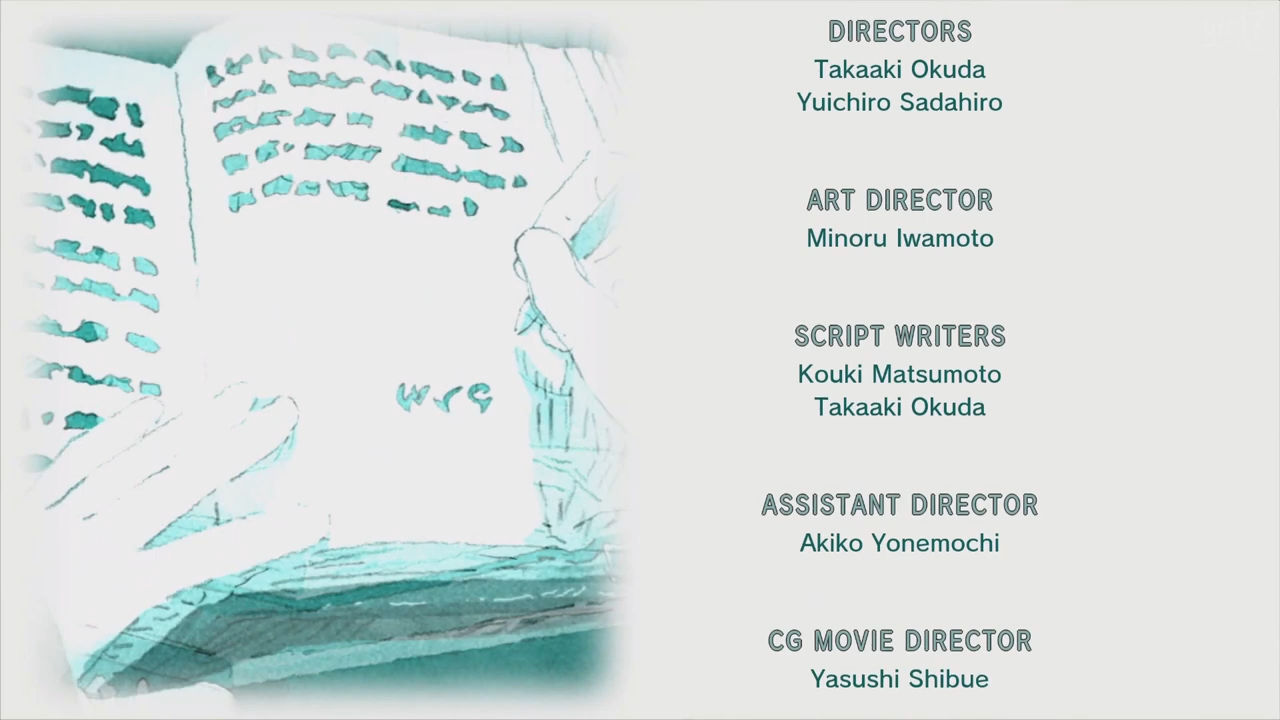 DIRECTORS
Takaaki Okuda
Yuichiro Sadahiro
ART DIRECTOR
Minoru Iwamoto
SCRIPT WRITERS
Kouki Matsumoto
Takaaki Okuda
ASSISTANT DIRECTOR
Akiko Yonemochi
CG MOVIE DIRECTOR
Yasushi Shibue